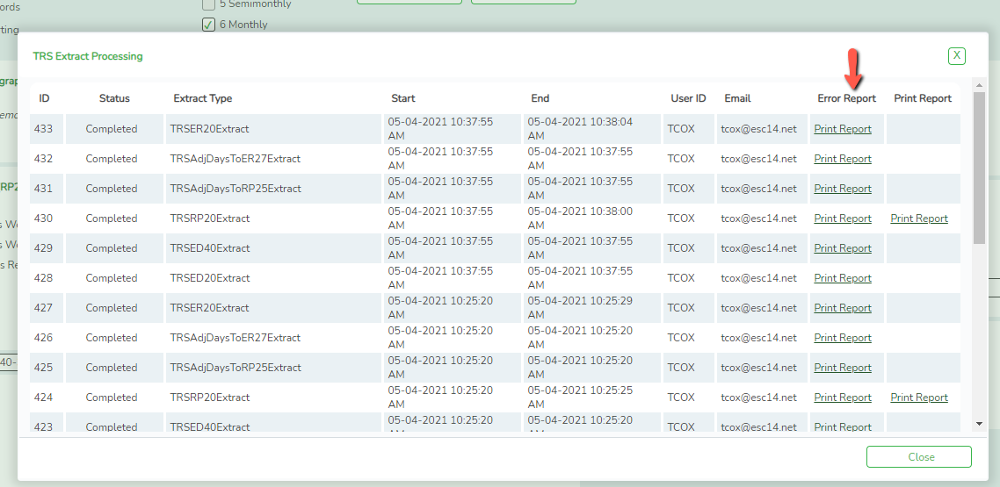 ords
5 Semimonthly
rting
6 Monthly
TRS Extract Processing
X
grap
emo
RP2
s We
s We
s Re
40-
ID Status Extract Type Start End User ID Email Error Report Print Report
433 Completed TRSER20Extract 05-04-2021 10:37:55 AM 05-04-2021 10:38:04 AM TCOX tcox@esc14.net Print Report
432 Completed TRSAdjDaysToER27Extract 05-04-2021 10:37:55 AM 05-04-2021 10:37:55 AM TCOX tcox@esc14.net Print Report
431 Completed TRSAdjDaysToRP25Extract 05-04-2021 10:37:55 AM 05-04-2021 10:37:55 AM TCOX tcox@esc14.net Print Report
430 Completed TRSRP20Extract 05-04-2021 10:37:55 AM 05-04-2021 10:38:00 AM TCOX tcox@esc14.net Print Report Print Report
429 Completed TRSED40Extract 05-04-2021 10:37:55 AM 05-04-2021 10:37:55 AM TCOX tcox@esc14.net Print Report
428 Completed TRSED20Extract 05-04-2021 10:37:55 AM 05-04-2021 10:37:55 AM TCOX tcox@esc14.net Print Report
427 Completed TRSER20Extract 05-04-2021 10:25:20 AM 05-04-2021 10:25:29 AM TCOX tcox@esc14.net Print Report
426 Completed TRSAdjDaysToER27Extract 05-04-2021 10:25:20 AM 05-04-2021 10:25:20 AM TCOX tcox@esc14.net Print Report
425 Completed TRSAdjDaysToRP25Extract 05-04-2021 10:25:20 AM 05-04-2021 10:25:20 AM TCOX tcox@esc14.net Print Report
424 Completed TRSRP20Extract 05-04-2021 10:25:20 AM 05-04-2021 10:25:25 AM TCOX tcox@esc14.net Print Report Print Report
423 Completed TRSED40Extract 05-04-2021 10:25:20 05-04-2021 10:25:20 TCOX tcox@esc14.net Print Report
Close